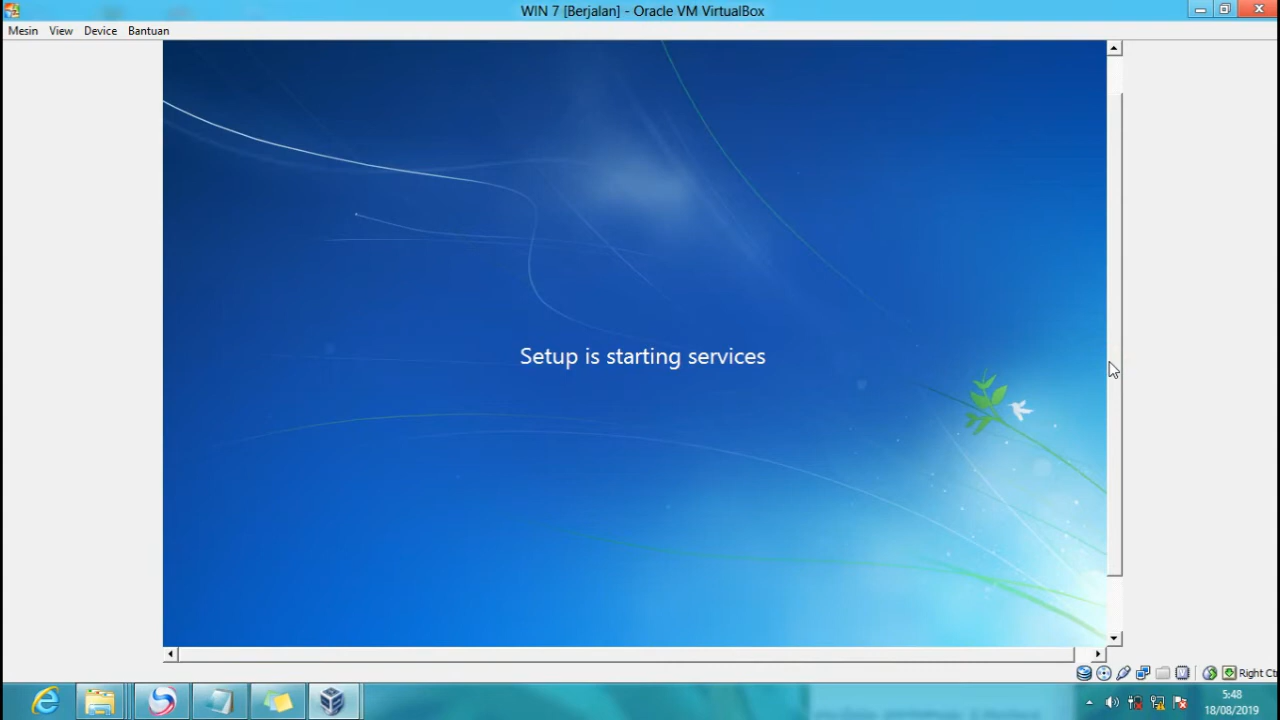 WIN 7 [Berjalan] - Oracle VM VirtualBox
Mesin View Device Bantuan
Setup is starting services
Right Ct
5:48
18/08/2019